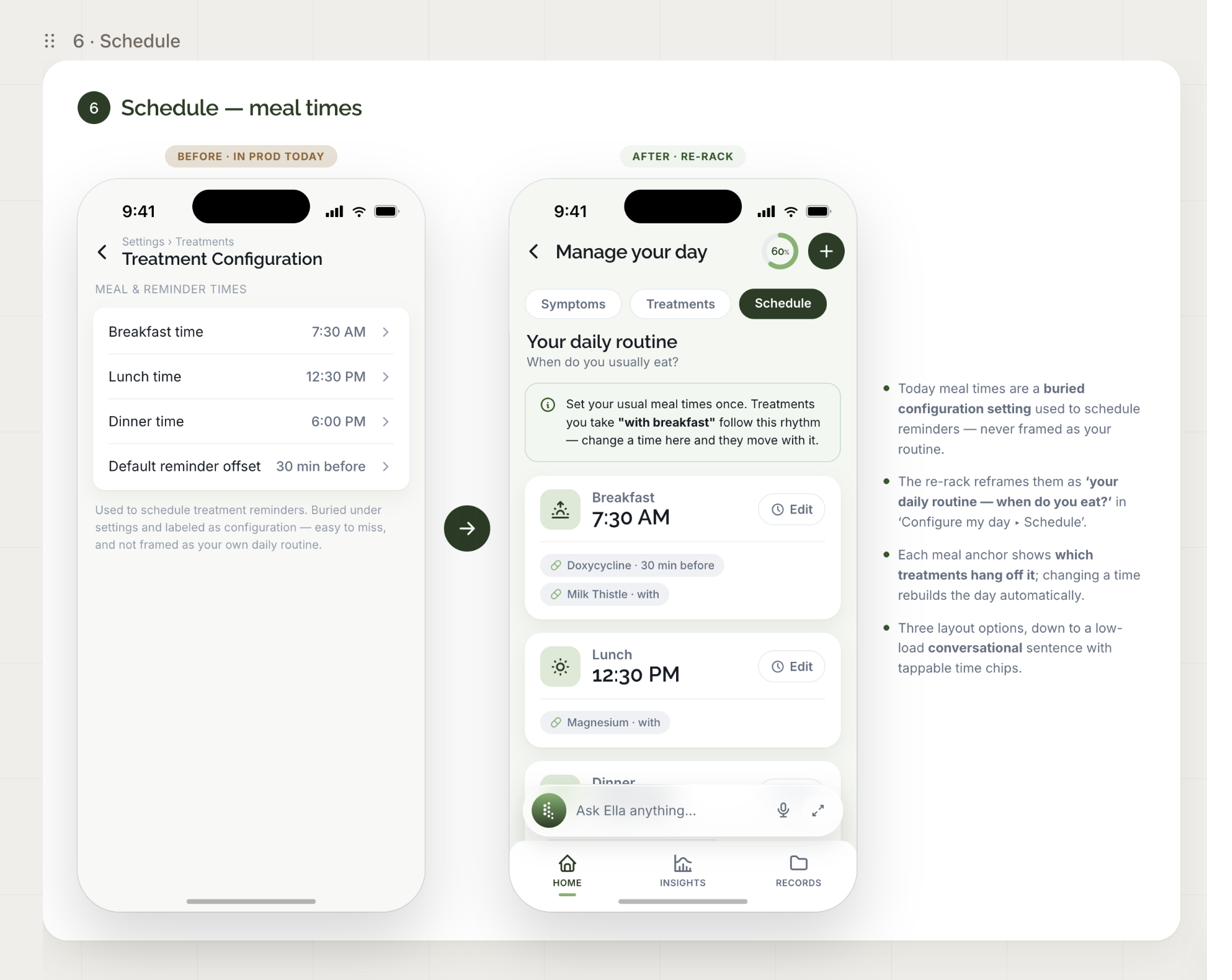 6 · Schedule
6
Schedule — meal times
BEFORE · IN PROD TODAY
9:41
Settings › Treatments
Treatment Configuration
MEAL & REMINDER TIMES
Breakfast time 7:30 AM
Lunch time 12:30 PM
Dinner time 6:00 PM
Default reminder offset 30 min before
Used to schedule treatment reminders. Buried under
settings and labeled as configuration — easy to miss,
and not framed as your own daily routine.
AFTER · RE-RACK
9:41
Manage your day
60%
Symptoms
Treatments
Schedule
Your daily routine
When do you usually eat?
Set your usual meal times once. Treatments
you take "with breakfast" follow this rhythm
— change a time here and they move with it.
Breakfast
7:30 AM
Edit
Doxycycline · 30 min before
Milk Thistle · with
Lunch
12:30 PM
Edit
Magnesium · with
Dinner
Ask Ella anything...
HOME
INSIGHTS
RECORDS
Today meal times are a buried
configuration setting used to schedule
reminders — never framed as your
routine.
The re-rack reframes them as ‘your
daily routine — when do you eat?’ in
‘Configure my day ‣ Schedule’.
Each meal anchor shows which
treatments hang off it; changing a time
rebuilds the day automatically.
Three layout options, down to a low-
load conversational sentence with
tappable time chips.